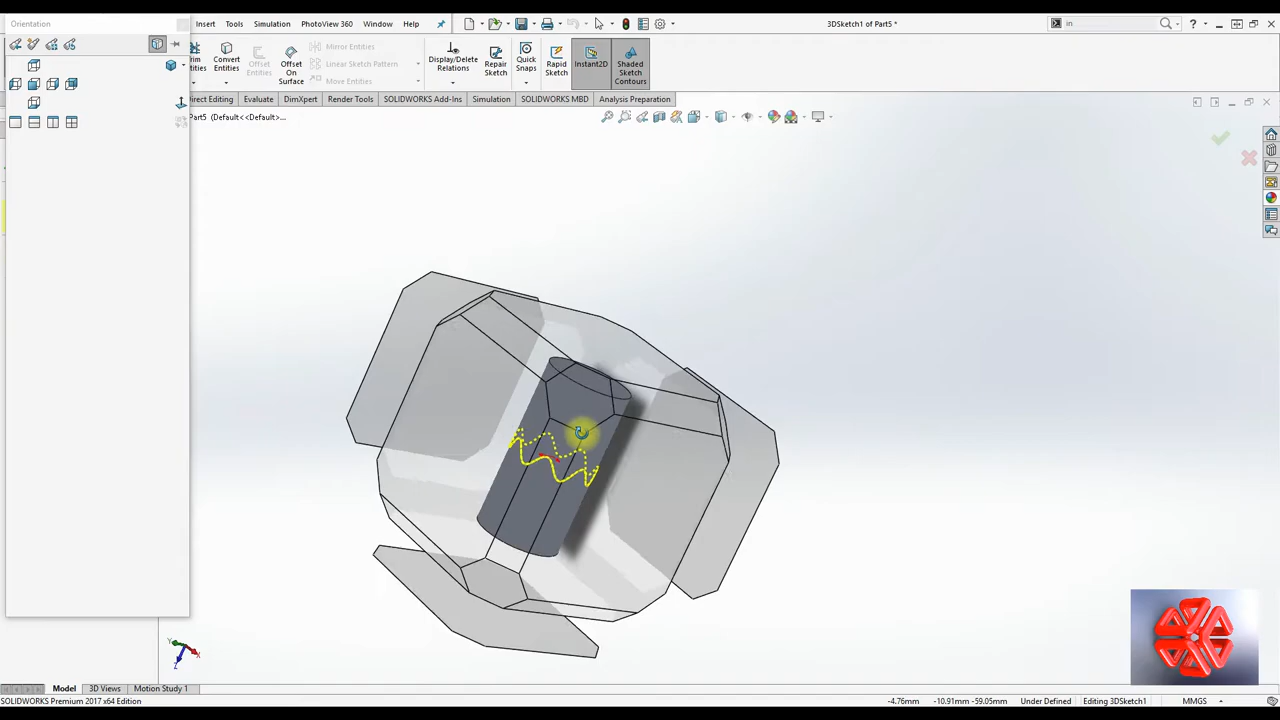 Orientation
Insert Tools Simulation PhotoView 360 Window Help
3DSketch1 of Part5 *
in
Entities
Convert Entities
Offset Entities
Offset On Surface
Mirror Entities
Linear Sketch Pattern
Move Entities
Display/Delete Relations
Repair Sketch
Quick Snaps
Rapid Sketch
Instant2D
Shaded Sketch Contours
Direct Editing Evaluate DimXpert Render Tools SOLIDWORKS Add-Ins Simulation SOLIDWORKS MBD Analysis Preparation
Part5 (Default<<Default>...
Y X Z
Model 3D Views Motion Study 1
SOLIDWORKS Premium 2017 x64 Edition
-4.76mm -10.91mm -59.05mm Under Defined Editing 3DSketch1 MMGS